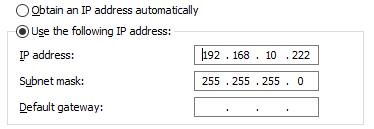 Obtain an IP address automatically
Use the following IP address:
IP address: 192 . 168 . 10 . 222
Subnet mask: 255 . 255 . 255 . 0
Default gateway: . . .